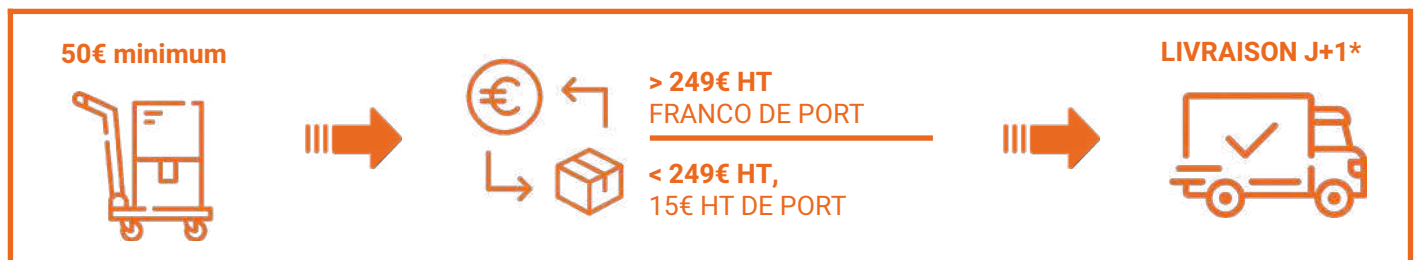 50€ minimum
> 249€ HT
FRANCO DE PORT
< 249€ HT,
15€ HT DE PORT
LIVRAISON J+1*